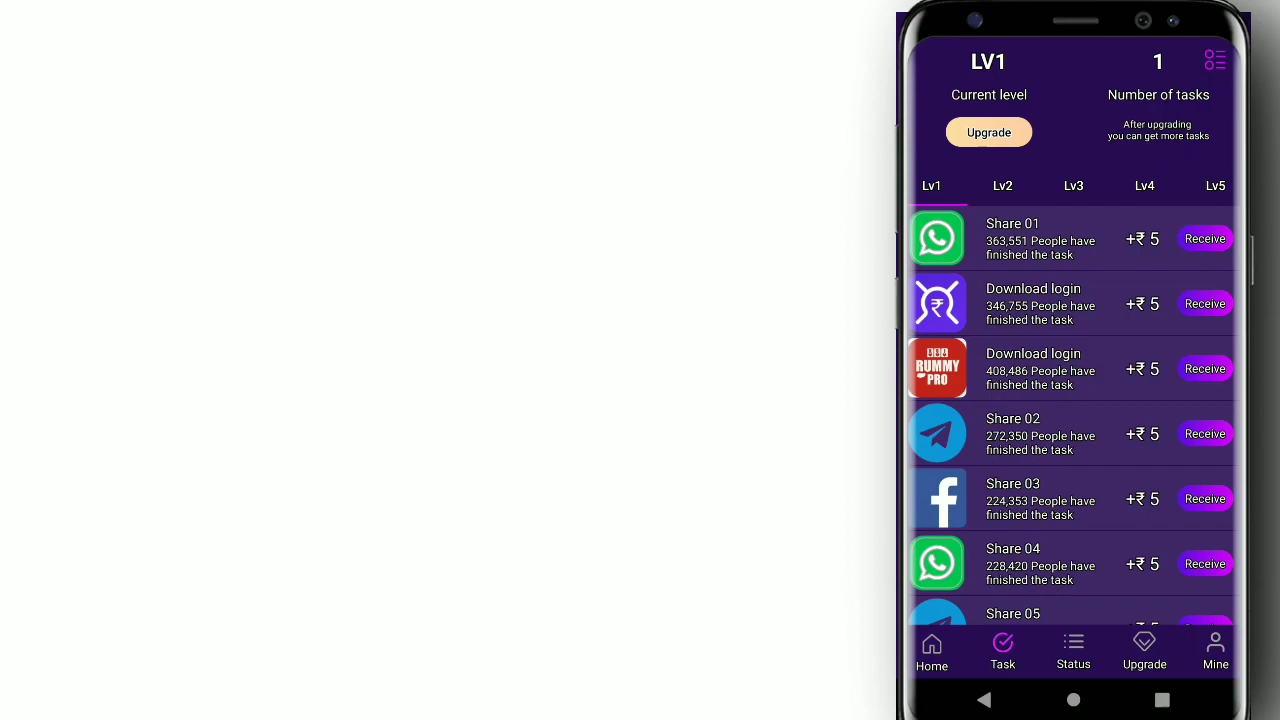 LV1
1
Current level
Number of tasks
Upgrade
After upgrading
you can get more tasks
Lv1 Lv2 Lv3 Lv4 Lv5
Share 01
363,551 People have
finished the task
+₹ 5
Receive
₹
Download login
346,755 People have
finished the task
+₹ 5
Receive
RUMMY
PRO
Download login
408,486 People have
finished the task
+₹ 5
Receive
Share 02
272,350 People have
finished the task
+₹ 5
Receive
Share 03
224,353 People have
finished the task
+₹ 5
Receive
Share 04
228,420 People have
finished the task
+₹ 5
Receive
Share 05
Home Task Status Upgrade Mine